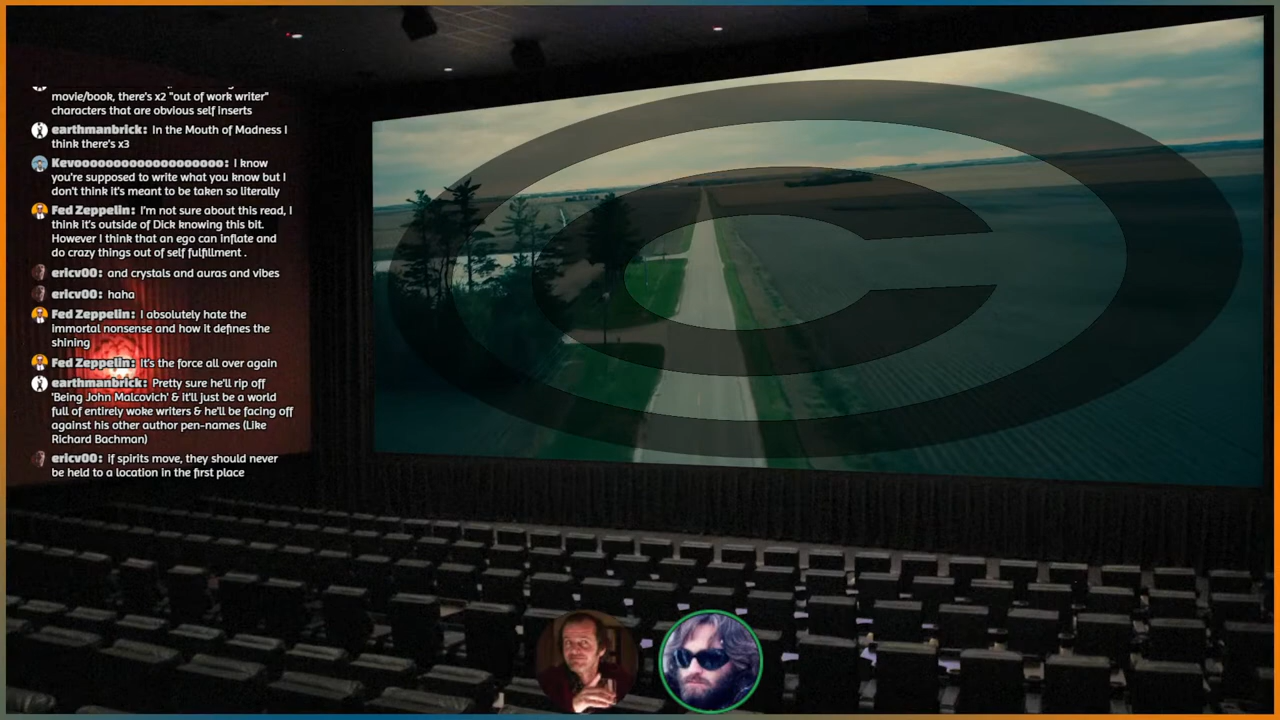 movie/book, there's x2 "out of work writer"
characters that are obvious self inserts
earthmanbrick: In the Mouth of Madness I
think there's x3
Kevooooooooooooooooooo: I know
you're supposed to write what you know but I
don't think it's meant to be taken so literally
Fed Zeppelin: I'm not sure about this read, I
think it's outside of Dick knowing this bit.
However I think that an ego can inflate and
do crazy things out of self fulfillment .
ericv00: and crystals and auras and vibes
ericv00: haha
Fed Zeppelin: I absolutely hate the
immortal nonsense and how it defines the
shining
Fed Zeppelin: It's the force all over again
earthmanbrick: Pretty sure he'll rip off
'Being John Malcovich' & it'll just be a world
full of entirely woke writers & he'll be facing off
against his other author pen-names (Like
Richard Bachman)
ericv00: if spirits move, they should never
be held to a location in the first place